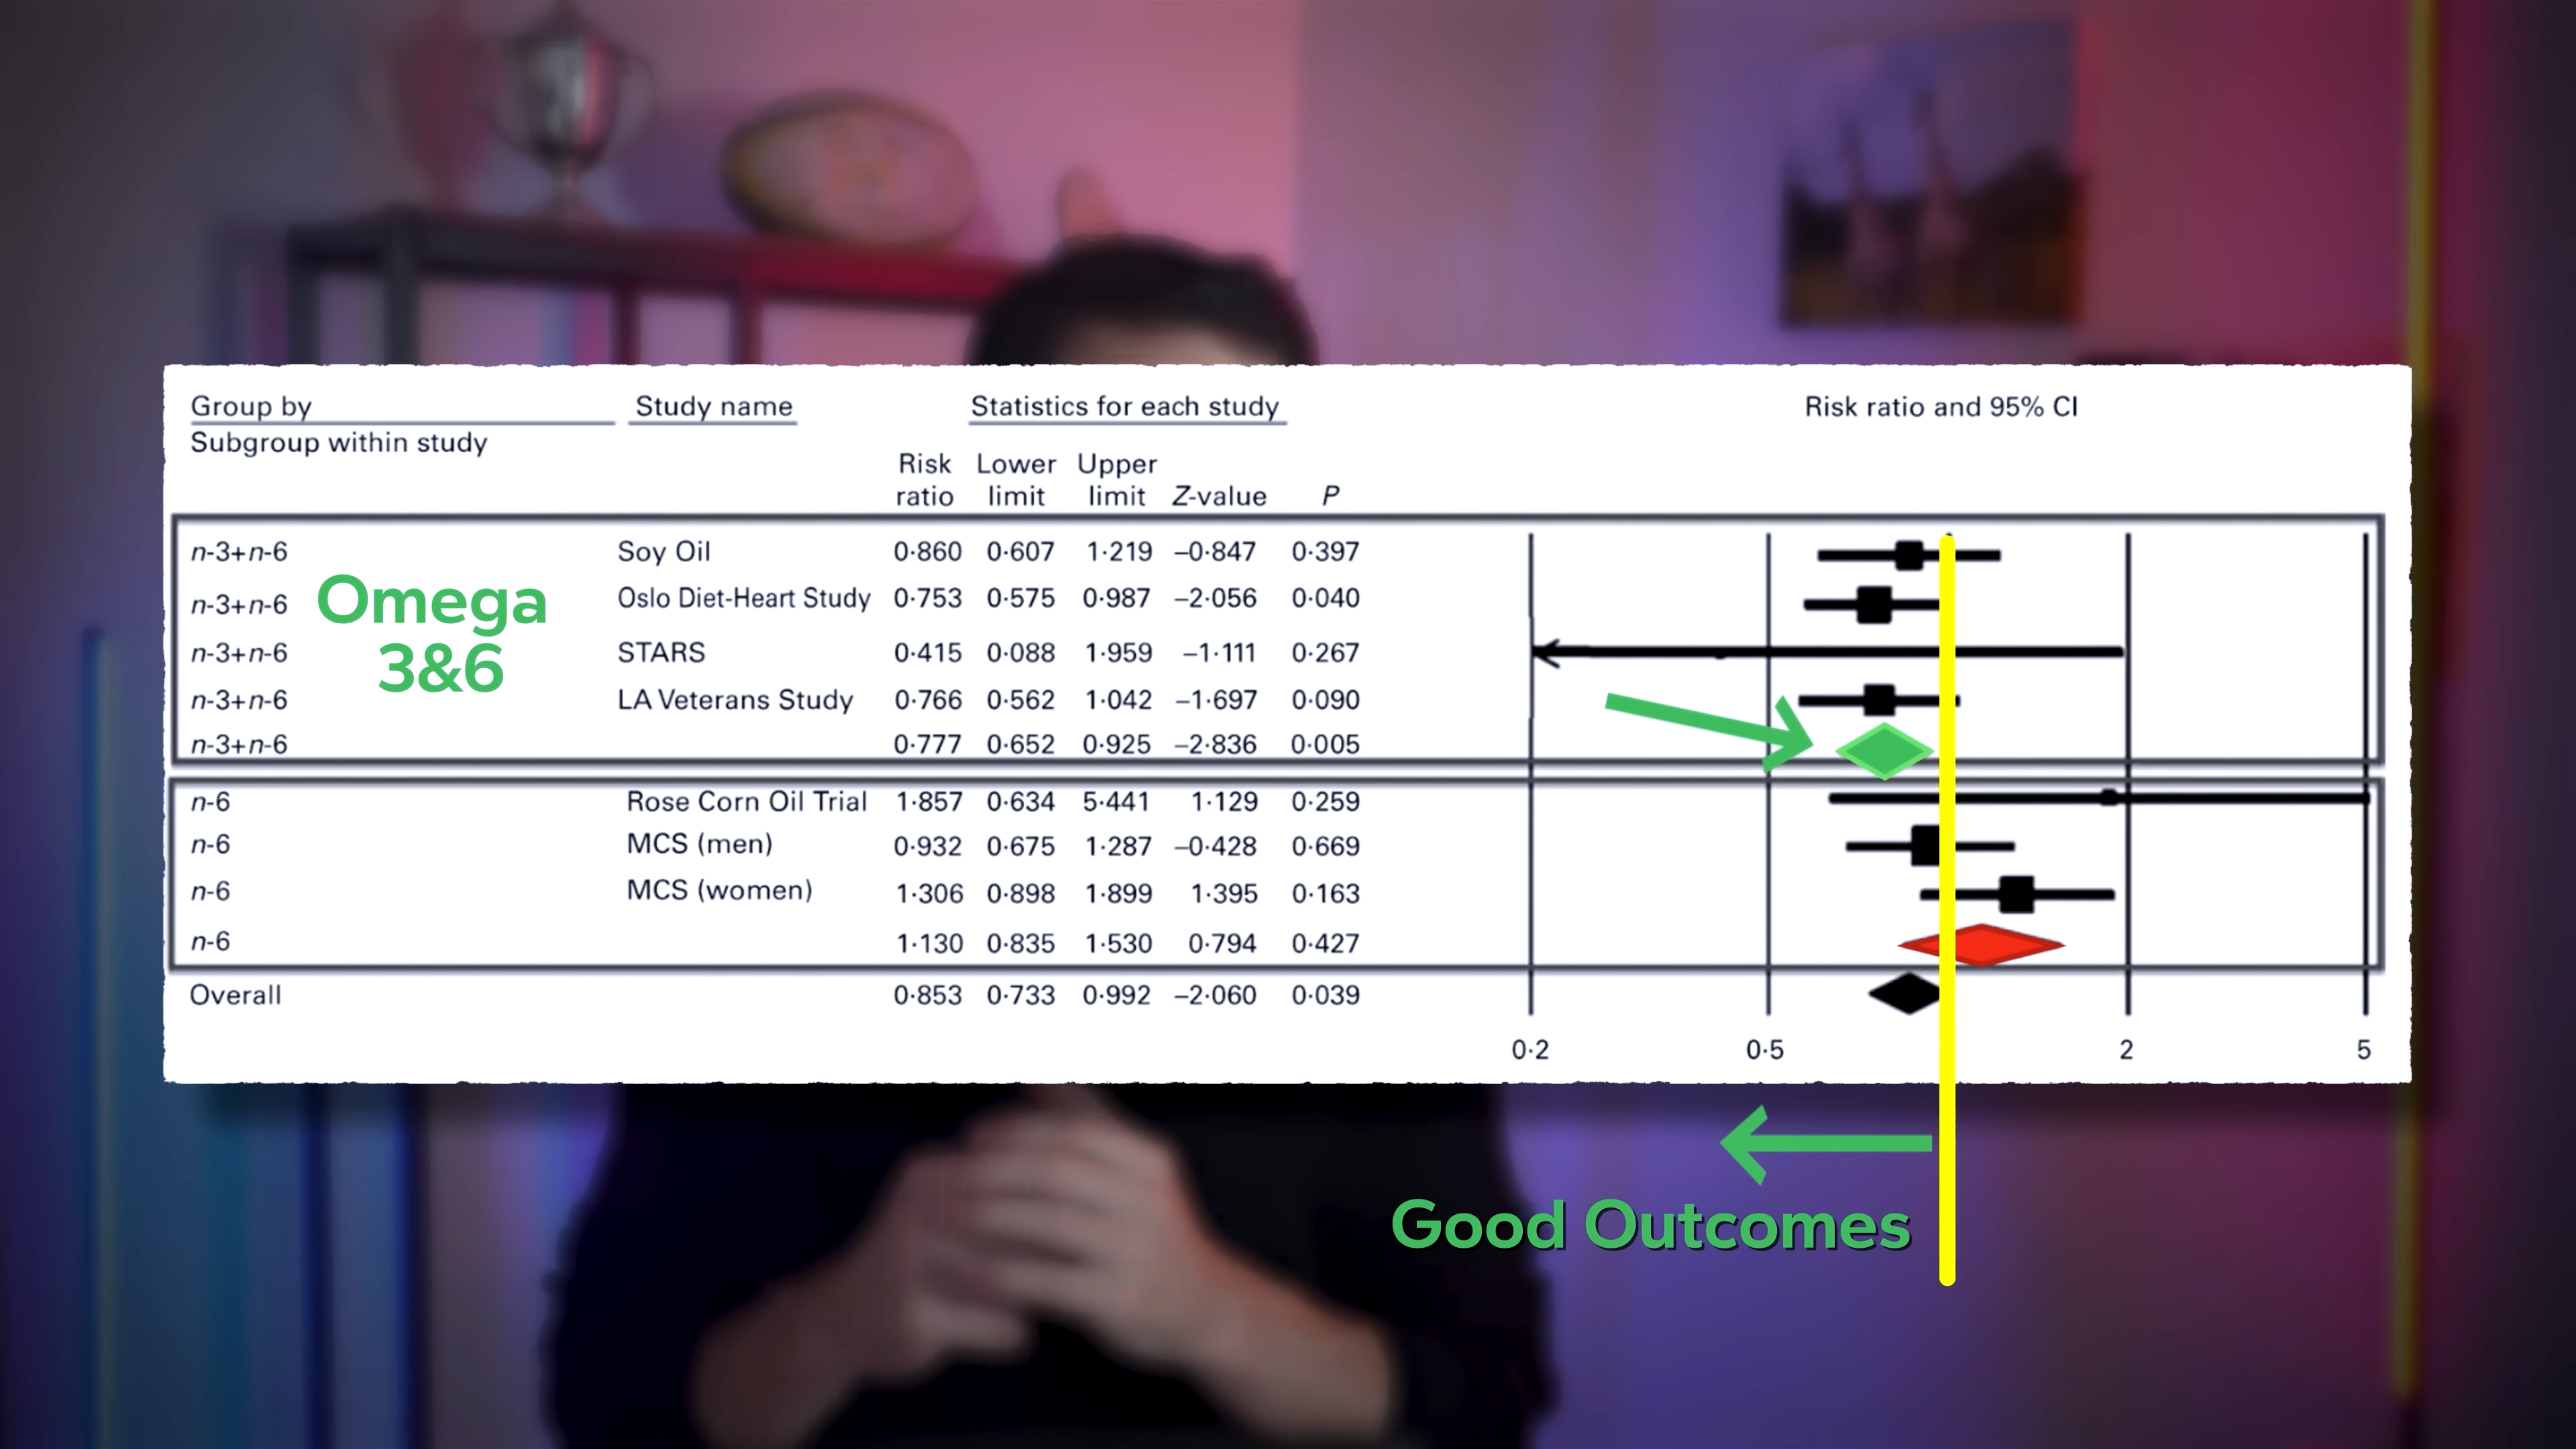 Group by Study name Statistics for each study Risk ratio and 95% CI
Subgroup within study
Risk ratio Lower limit Upper limit Z-value P
n-3+n-6 Soy Oil 0·860 0·607 1·219 –0·847 0·397
n-3+n-6 Oslo Diet-Heart Study 0·753 0·575 0·987 –2·056 0·040
n-3+n-6 STARS 0·415 0·088 1·959 –1·111 0·267
n-3+n-6 LA Veterans Study 0·766 0·562 1·042 –1·697 0·090
n-3+n-6 0·777 0·652 0·925 –2·836 0·005
Omega
3&6
n-6 Rose Corn Oil Trial 1·857 0·634 5·441 1·129 0·259
n-6 MCS (men) 0·932 0·675 1·287 –0·428 0·669
n-6 MCS (women) 1·306 0·898 1·899 1·395 0·163
n-6 1·130 0·835 1·530 0·794 0·427
Overall 0·853 0·733 0·992 –2·060 0·039
0·2 0·5 2 5
Good Outcomes